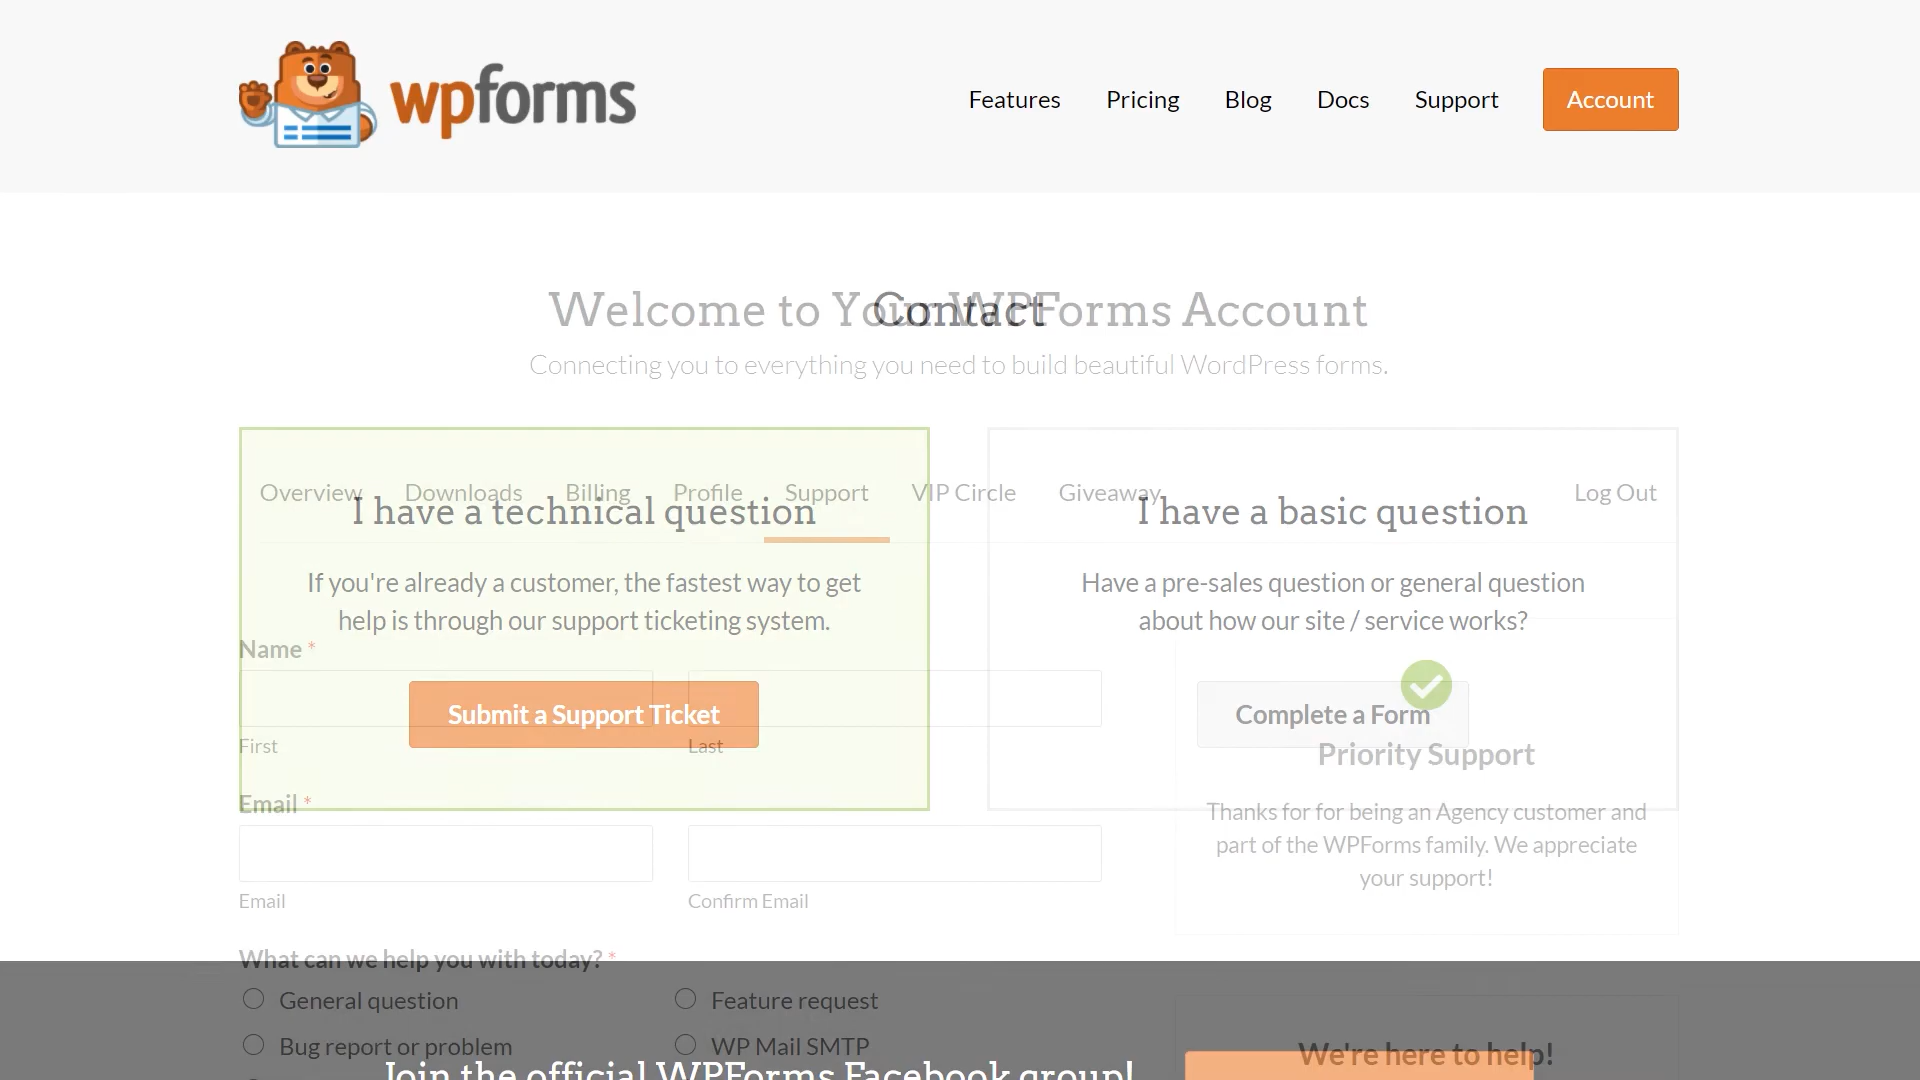 wpforms
Features Pricing Blog Docs Support Account
Welcome to Your WPForms Account
Contact
Connecting you to everything you need to build beautiful WordPress forms.
Overview Downloads Billing Profile Support VIP Circle Giveaway Log Out
I have a technical question
If you're already a customer, the fastest way to get
help is through our support ticketing system.
Submit a Support Ticket
I have a basic question
Have a pre-sales question or general question
about how our site / service works?
Complete a Form
Name *
First Last
Email *
Email Confirm Email
What can we help you with today? *
General question Feature request
Bug report or problem WP Mail SMTP
Priority Support
Thanks for for being an Agency customer and
part of the WPForms family. We appreciate
your support!
We're here to help!
Join the official WPForms Facebook group!